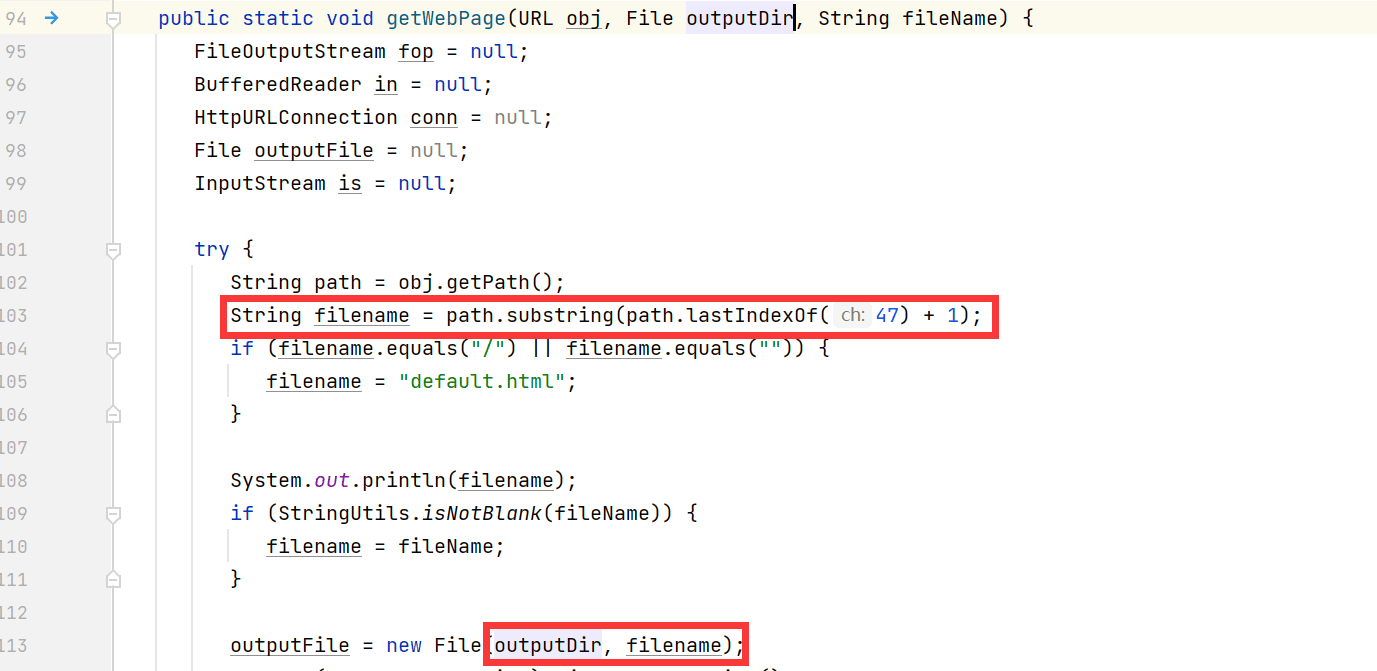 94 public static void getWebPage(URL obj, File outputDir, String fileName) {
95 FileOutputStream fop = null;
96 BufferedReader in = null;
97 HttpURLConnection conn = null;
98 File outputFile = null;
99 InputStream is = null;
100
101 try {
102 String path = obj.getPath();
103 String filename = path.substring(path.lastIndexOf( ch: 47) + 1);
104 if (filename.equals("/") || filename.equals("")) {
105 filename = "default.html";
106 }
107
108 System.out.println(filename);
109 if (StringUtils.isNotBlank(fileName)) {
110 filename = fileName;
111 }
112
113 outputFile = new File(outputDir, filename);